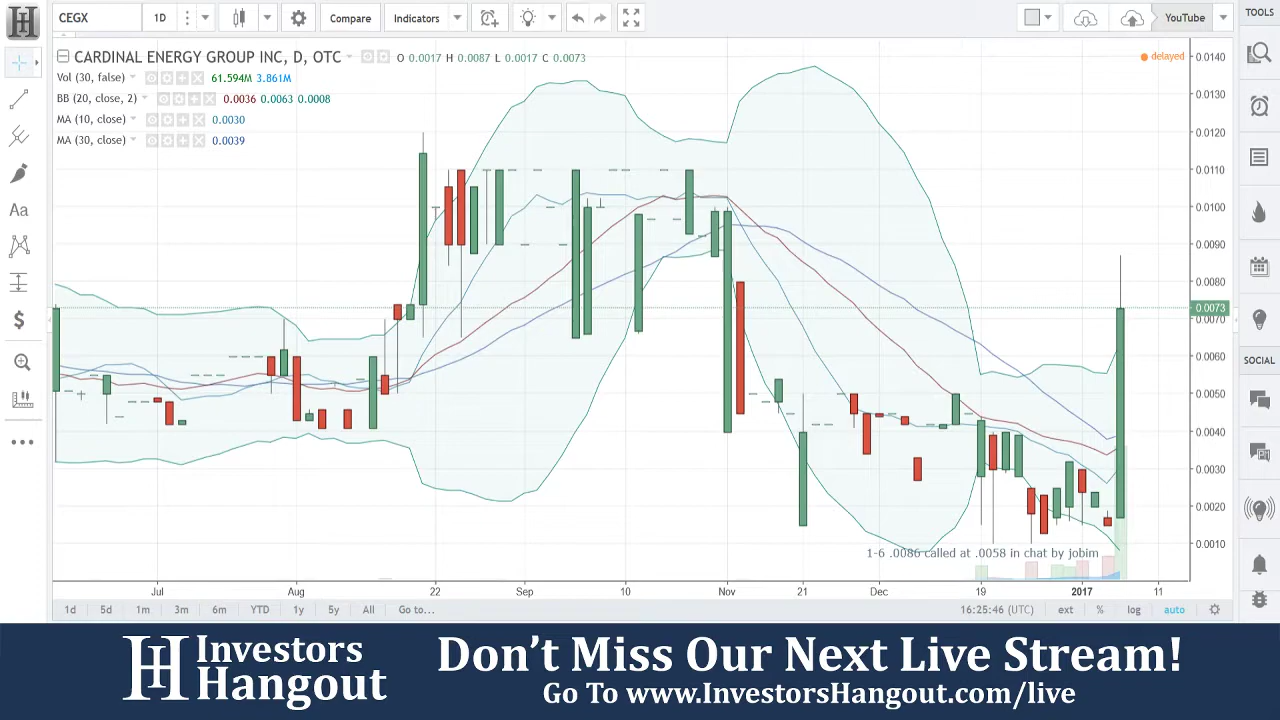 CEGX 1D Compare Indicators YouTube TOOLS
CARDINAL ENERGY GROUP INC, D, OTC O 0.0017 H 0.0087 L 0.0017 C 0.0073 delayed
Vol (30, false) 61.594M 3.861M
BB (20, close, 2) 0.0036 0.0063 0.0008
MA (10, close) 0.0030
MA (30, close) 0.0039
0.0140
0.0130
0.0120
0.0110
0.0100
0.0090
0.0080
0.0073
0.0070
0.0060
0.0050
0.0040
0.0030
0.0020
0.0010
Aa
$
SOCIAL
1-6 .0086 called at .0058 in chat by jobim
Jul Aug 22 Sep 10 Nov 21 Dec 19 2017 11
1d 5d 1m 3m 6m YTD 1y 5y All Go to... 16:25:46 (UTC) ext % log auto
H Investors
Hangout
Don't Miss Our Next Live Stream!
Go To www.InvestorsHangout.com/live